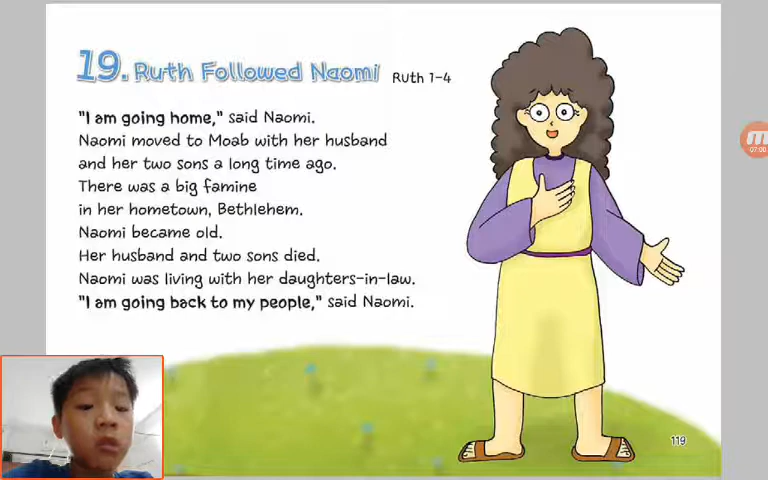 19. Ruth Followed Naomi Ruth 1-4
"I am going home," said Naomi.
Naomi moved to Moab with her husband
and her two sons a long time ago.
There was a big famine
in her hometown, Bethlehem.
Naomi became old.
Her husband and two sons died.
Naomi was living with her daughters-in-law.
"I am going back to my people," said Naomi.
119
07:00